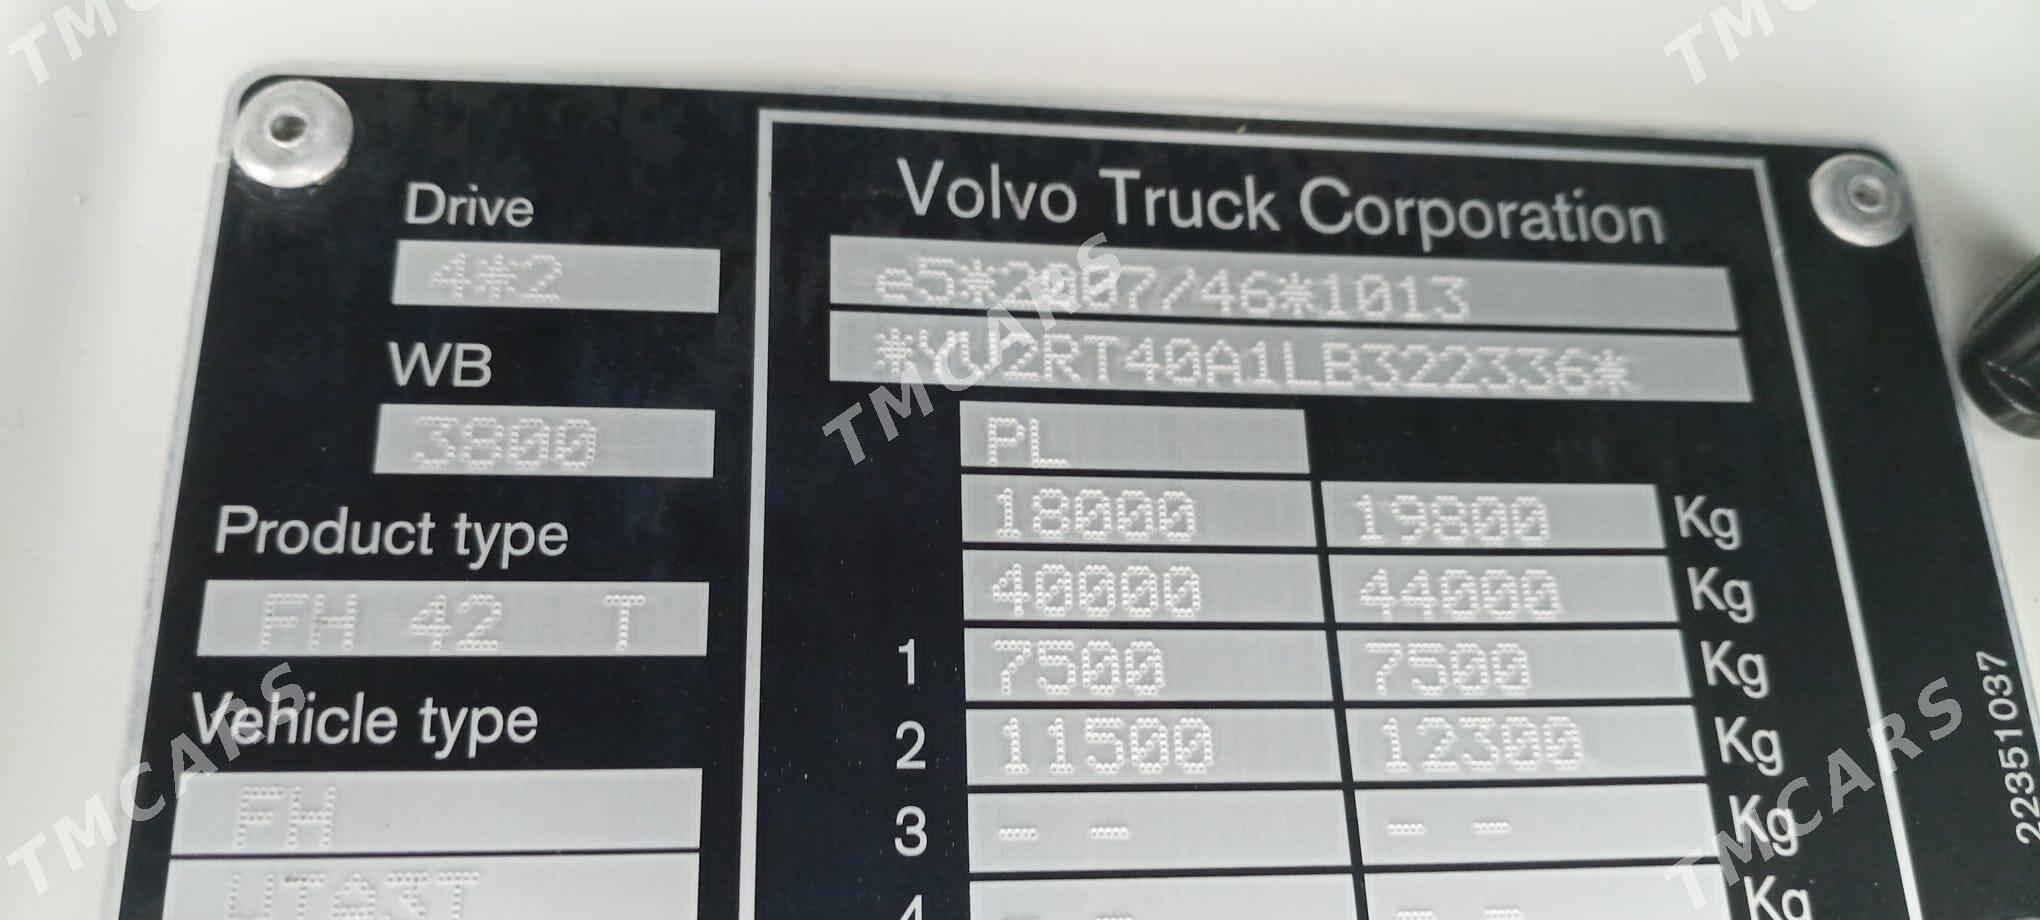 Drive
4*2
WB
3800
Product type
FH 42 T
Vehicle type
FH
Volvo Truck Corporation
e5*2007/46*1013
*YV2RT40A1LB322336*
PL
18000 19800 Kg
40000 44000 Kg
1 7500 7500 Kg
2 11500 12300 Kg
3 -- -- Kg
4 Kg
22351037
TMCARS
TMCARS
TMCARS